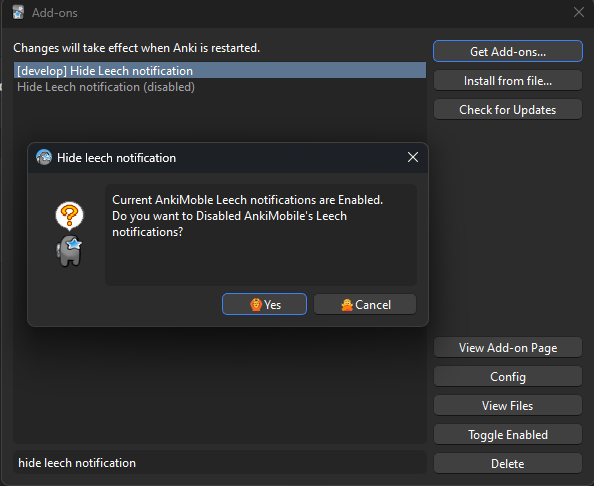 Add-ons
Changes will take effect when Anki is restarted.
[develop] Hide Leech notification
Hide Leech notification (disabled)
Get Add-ons...
Install from file...
Check for Updates
Hide leech notification
Current AnkiMoble Leech notifications are Enabled.
Do you want to Disabled AnkiMobile's Leech
notifications?
Yes
Cancel
View Add-on Page
Config
View Files
Toggle Enabled
Delete
hide leech notification